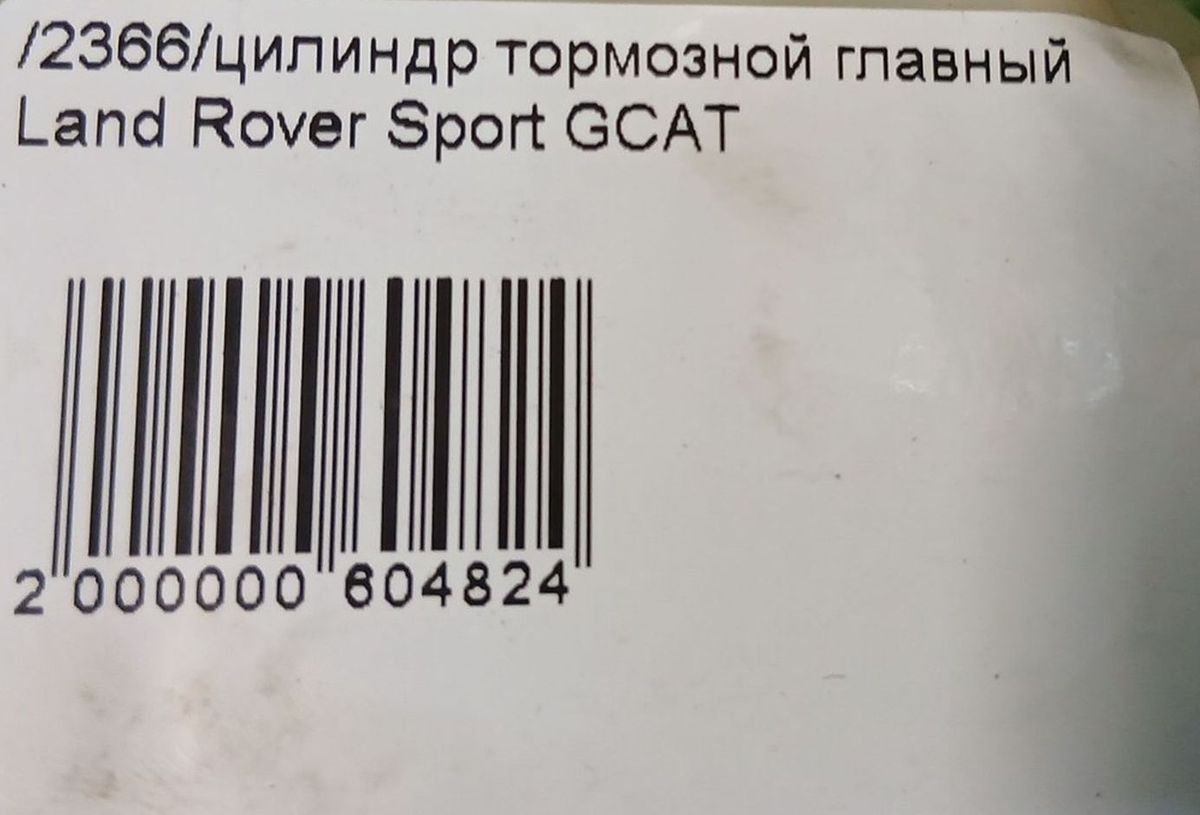 /2366/цилиндр тормозной главный
Land Rover Sport GCAT
2 000000 604824